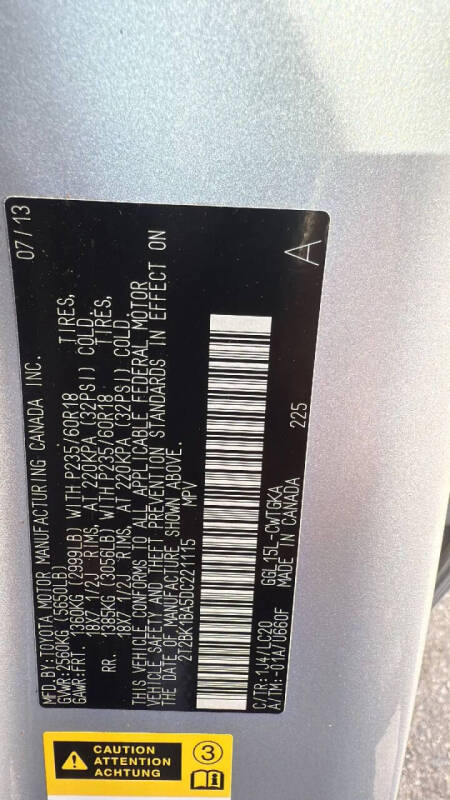 MFD. BY: TOYOTA MOTOR MANUFACTURING CANADA INC. 07/13
GVWR: 2560KG (5650LB)
GAWR: FRT. 1360KG (2999LB) WITH P235/60R18 TIRES,
18X7 1/2J RIMS, AT 220KPA (32PSI) COLD.
RR. 1385KG (3056LB) WITH P235/60R18 TIRES,
18X7 1/2J RIMS, AT 220KPA (32PSI) COLD.
THIS VEHICLE CONFORMS TO ALL APPLICABLE FEDERAL MOTOR
VEHICLE SAFETY AND THEFT PREVENTION STANDARDS IN EFFECT ON
THE DATE OF MANUFACTURE SHOWN ABOVE.
2T2BK1BA5DC221115 MPV
A
C/TR: 1J4/LC20 GGL15L-CWTGKA 225
A/TM: -01A/U660F MADE IN CANADA
CAUTION
ATTENTION
ACHTUNG
3